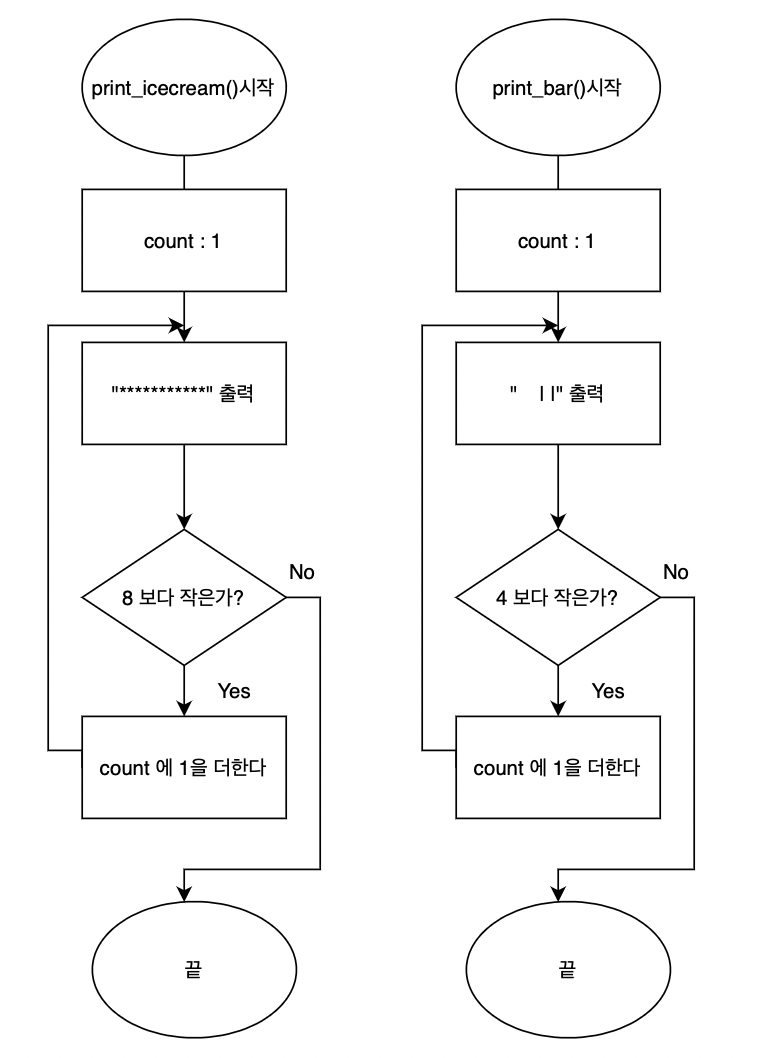 print_icecream()시작
count : 1
"***********" 출력
8 보다 작은가?
No
Yes
count 에 1을 더한다
끝
print_bar()시작
count : 1
"    | |" 출력
4 보다 작은가?
No
Yes
count 에 1을 더한다
끝